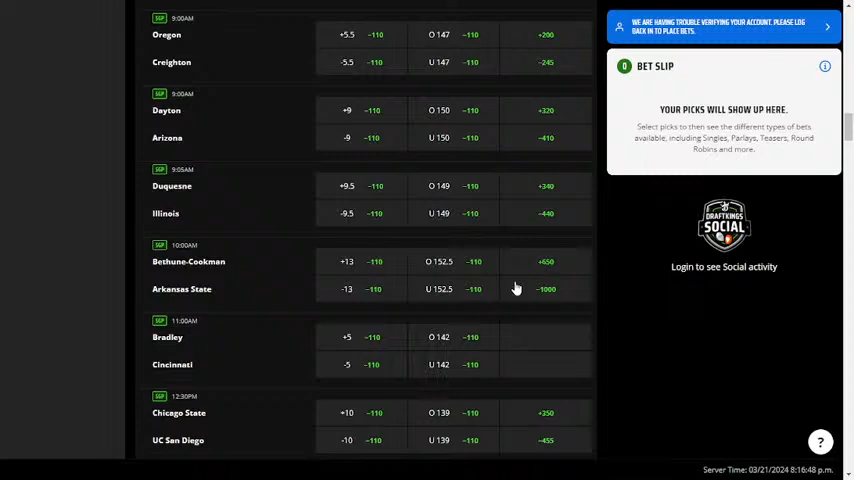 SGP 9:00AM
Oregon +5.5 −110 O 147 −110 +200
Creighton -5.5 −110 U 147 −110 −245
SGP 9:00AM
Dayton +9 −110 O 150 −110 +320
Arizona -9 −110 U 150 −110 −410
SGP 9:05AM
Duquesne +9.5 −110 O 149 −110 +340
Illinois -9.5 −110 U 149 −110 −440
SGP 10:00AM
Bethune-Cookman +13 −110 O 152.5 −110 +650
Arkansas State -13 −110 U 152.5 −110 −1000
SGP 11:00AM
Bradley +5 −110 O 142 −110
Cincinnati -5 −110 U 142 −110
SGP 12:30PM
Chicago State +10 −110 O 139 −110 +350
UC San Diego -10 −110 U 139 −110 −455
WE ARE HAVING TROUBLE VERIFYING YOUR ACCOUNT. PLEASE LOG
BACK IN TO PLACE BETS.
0 BET SLIP
YOUR PICKS WILL SHOW UP HERE.
Select picks to then see the different types of bets
available, including Singles, Parlays, Teasers, Round
Robins and more.
DRAFTKINGS
SOCIAL
Login to see Social activity
?
Server Time: 03/21/2024 8:16:48 p.m.